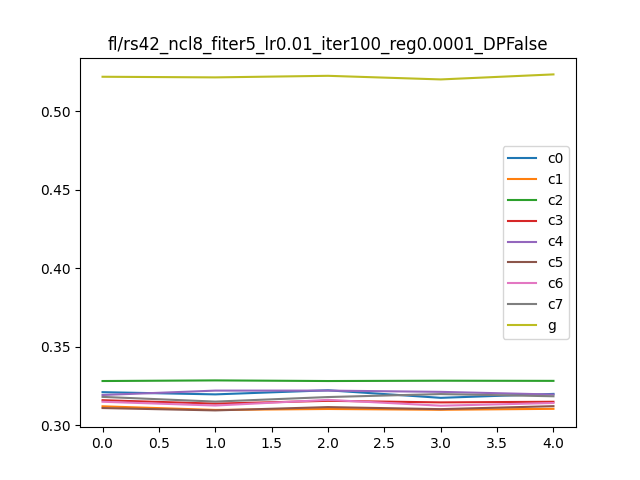 fl/rs42_ncl8_fiter5_lr0.01_iter100_reg0.0001_DPFalse
0.50
0.45
0.40
0.35
0.30
c0
c1
c2
c3
c4
c5
c6
c7
g
0.0 0.5 1.0 1.5 2.0 2.5 3.0 3.5 4.0